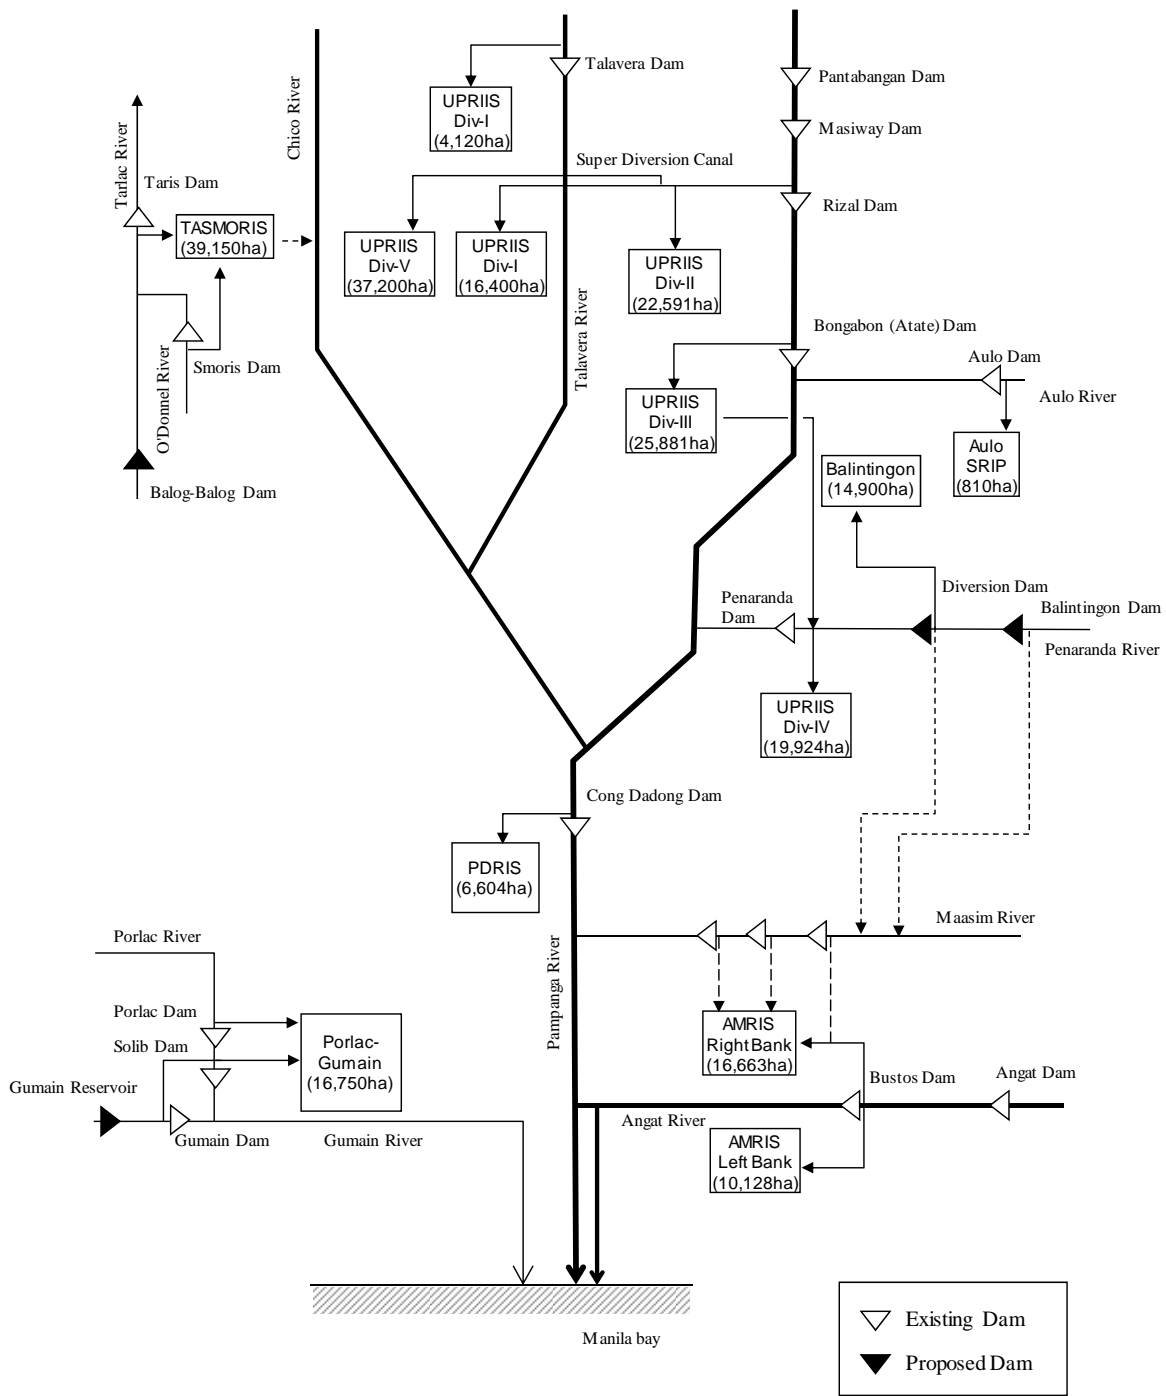 Talavera Dam
Pantabangan Dam
UPRIIS
Div-I
(4,120ha)
Masiway Dam
Chico River
Tarlac River
Super Diversion Canal
Taris Dam
Rizal Dam
TASMORIS
(39,150ha)
UPRIIS
Div-V
(37,200ha)
UPRIIS
Div-I
(16,400ha)
UPRIIS
Div-II
(22,591ha)
Talavera River
Bongabon (Atate) Dam
Smoris Dam
O'Donnel River
Aulo Dam
Aulo River
UPRIIS
Div-III
(25,881ha)
Aulo
SRIP
(810ha)
Balintingon
(14,900ha)
Balog-Balog Dam
Diversion Dam
Penaranda
Dam
Balintingon Dam
Penaranda River
UPRIIS
Div-IV
(19,924ha)
Cong Dadong Dam
PDRIS
(6,604ha)
Maasim River
Porlac River
Pampanga River
Porlac Dam
Solib Dam
Porlac-
Gumain
(16,750ha)
AMRIS
Right Bank
(16,663ha)
Gumain Reservoir
Bustos Dam
Angat Dam
Gumain Dam
Gumain River
Angat River
AMRIS
Left Bank
(10,128ha)
Manila bay
Existing Dam
Proposed Dam